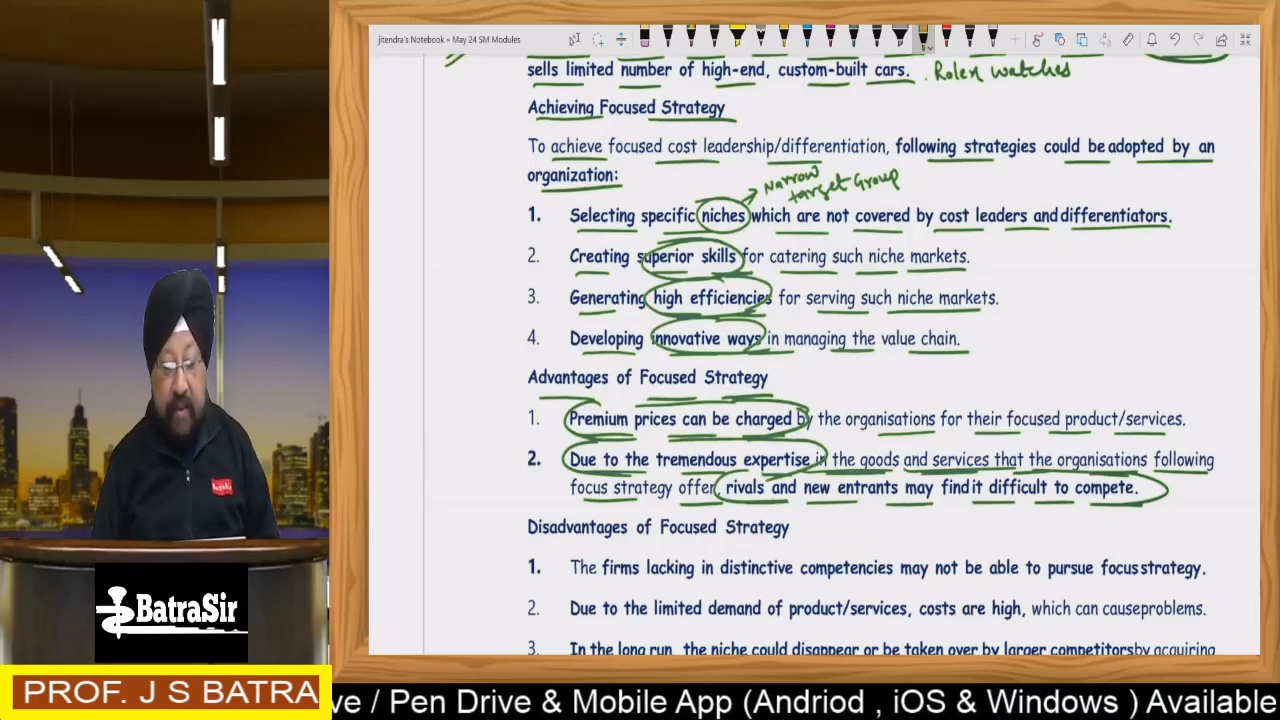 jitendra's Notebook » May 24 SM Modules
sells limited number of high-end, custom-built cars. . Rolex watches
Achieving Focused Strategy
To achieve focused cost leadership/differentiation, following strategies could be adopted by an
organization:
Narrow
target Group
1. Selecting specific niches which are not covered by cost leaders and differentiators.
2. Creating superior skills for catering such niche markets.
3. Generating high efficiencies for serving such niche markets.
4. Developing innovative ways in managing the value chain.
Advantages of Focused Strategy
1. Premium prices can be charged by the organisations for their focused product/services.
2. Due to the tremendous expertise in the goods and services that the organisations following
focus strategy offer, rivals and new entrants may find it difficult to compete.
Disadvantages of Focused Strategy
1. The firms lacking in distinctive competencies may not be able to pursue focusstrategy.
2. Due to the limited demand of product/services, costs are high, which can causeproblems.
3. In the long run, the niche could disappear or be taken over by larger competitorsby acquiring
BatraSir
PROF. J S BATRA
ve / Pen Drive & Mobile App (Andriod , iOS & Windows ) Available